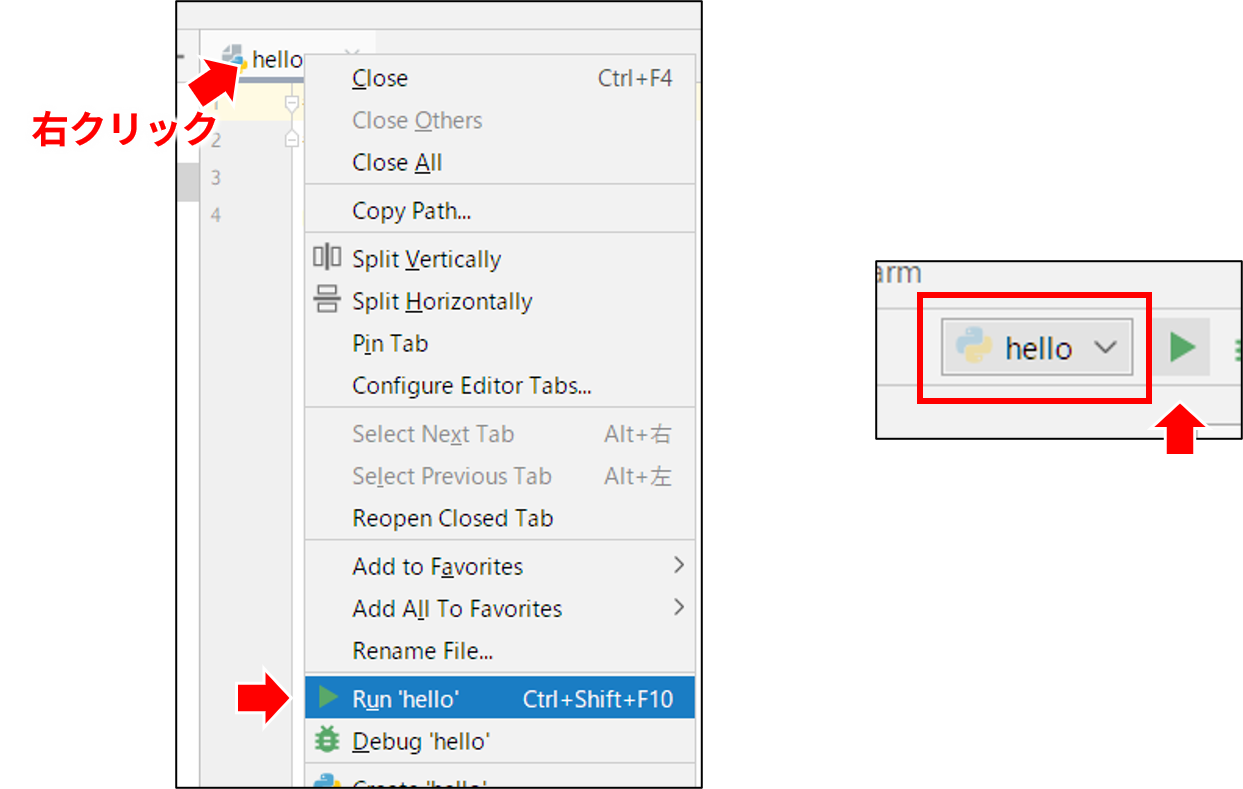 hello
右クリック
1
2
3
4
Close Ctrl+F4
Close Others
Close All
Copy Path...
Split Vertically
Split Horizontally
Pin Tab
Configure Editor Tabs...
Select Next Tab Alt+右
Select Previous Tab Alt+左
Reopen Closed Tab
Add to Favorites
Add All To Favorites
Rename File...
Run 'hello' Ctrl+Shift+F10
Debug 'hello'
Create 'hello'
arm
hello